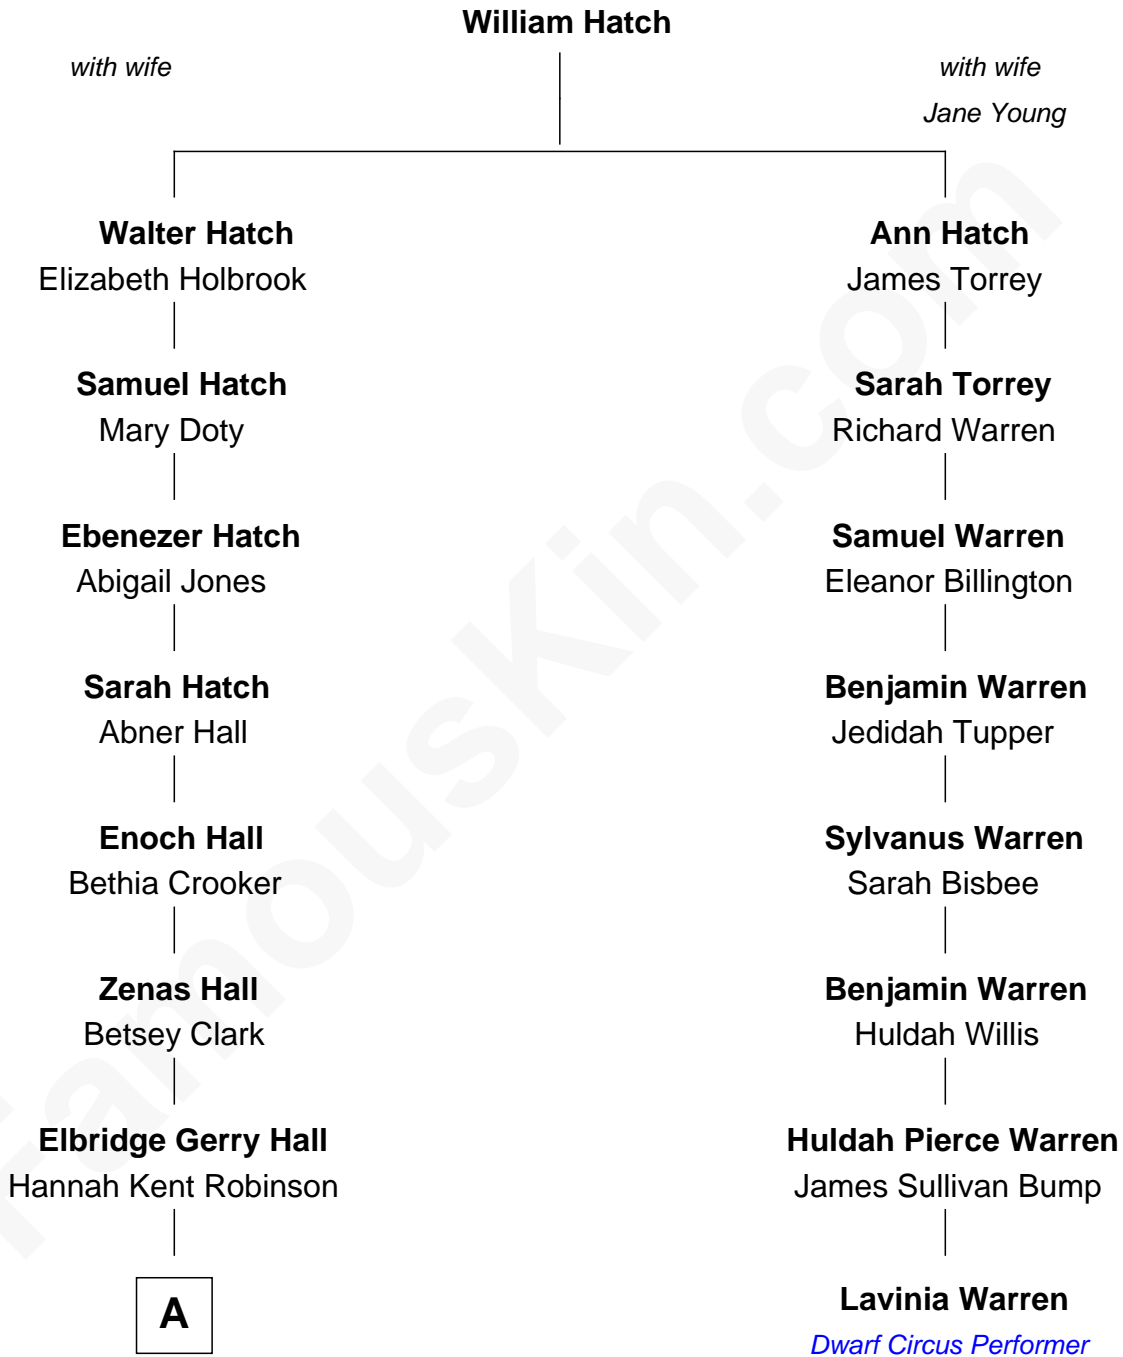 William Hatch
with wife
with wife
Jane Young
Walter Hatch
Elizabeth Holbrook
Ann Hatch
James Torrey
Samuel Hatch
Mary Doty
Sarah Torrey
Richard Warren
Ebenezer Hatch
Abigail Jones
Samuel Warren
Eleanor Billington
Sarah Hatch
Abner Hall
Benjamin Warren
Jedidah Tupper
Enoch Hall
Bethia Crooker
Sylvanus Warren
Sarah Bisbee
Zenas Hall
Betsey Clark
Benjamin Warren
Huldah Willis
Elbridge Gerry Hall
Hannah Kent Robinson
Huldah Pierce Warren
James Sullivan Bump
A
Lavinia Warren
Dwarf Circus Performer
FamousKin.com